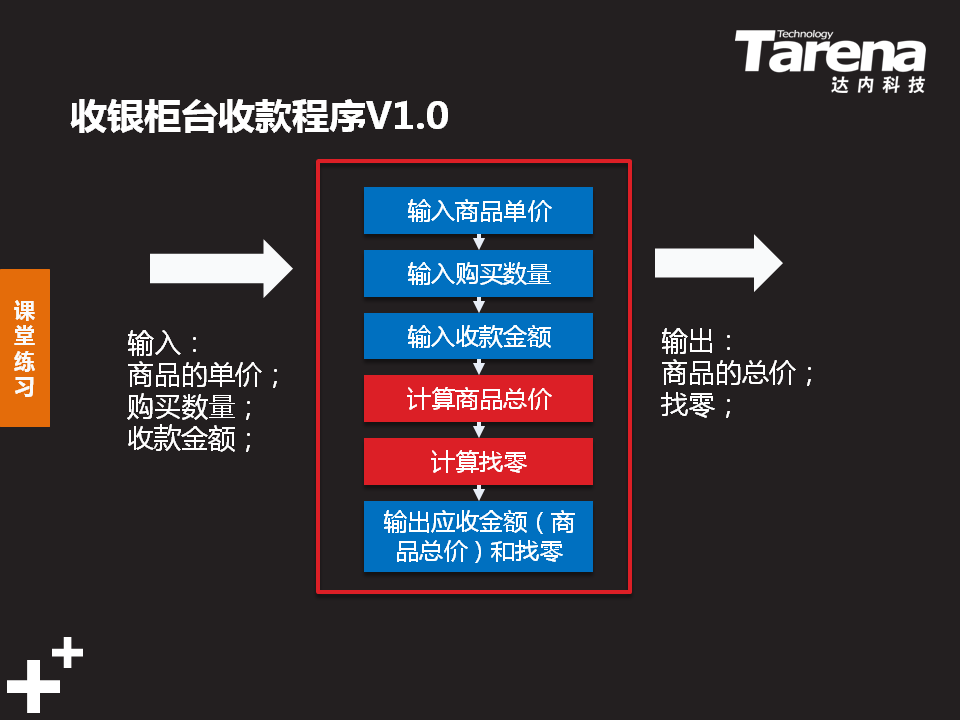 Technology
Tarena
达内科技
收银柜台收款程序V1.0
课
堂
练
习
输入：
商品的单价；
购买数量；
收款金额；
输入商品单价
输入购买数量
输入收款金额
计算商品总价
计算找零
输出应收金额（商
品总价）和找零
输出：
商品的总价；
找零；